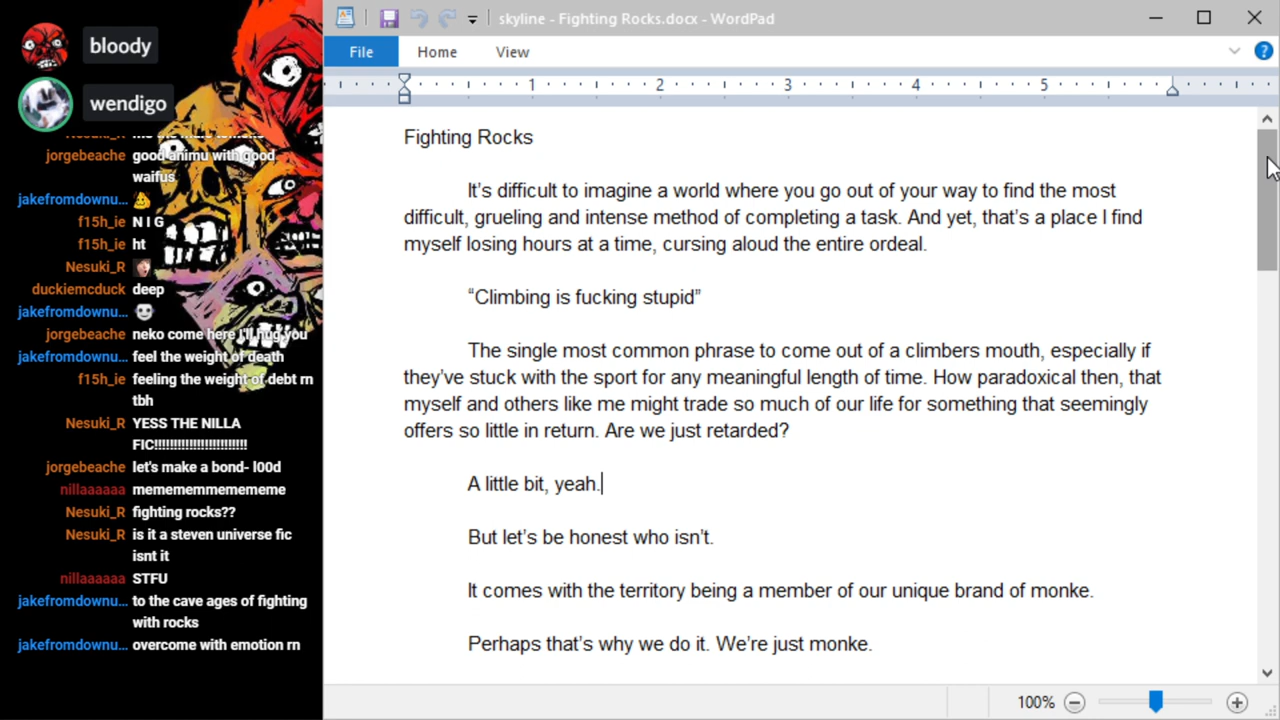 bloody
wendigo
jorgebeache good animu with good
waifus
jakefromdownu...
f15h_ie N I G
f15h_ie ht
Nesuki_R
duckiemcduck deep
jakefromdownu...
jorgebeache neko come here I'll hug you
jakefromdownu... feel the weight of death
f15h_ie feeling the weight of debt rn
tbh
Nesuki_R YESS THE NILLA
FIC!!!!!!!!!!!!!!!!!!!!!!!!
jorgebeache let's make a bond- l00d
nillaaaaaa memememmemememe
Nesuki_R fighting rocks??
Nesuki_R is it a steven universe fic
isnt it
nillaaaaaa STFU
jakefromdownu... to the cave ages of fighting
with rocks
jakefromdownu... overcome with emotion rn
skyline - Fighting Rocks.docx - WordPad
File Home View
1 2 3 4 5
Fighting Rocks
It's difficult to imagine a world where you go out of your way to find the most
difficult, grueling and intense method of completing a task. And yet, that's a place I find
myself losing hours at a time, cursing aloud the entire ordeal.
“Climbing is fucking stupid”
The single most common phrase to come out of a climbers mouth, especially if
they've stuck with the sport for any meaningful length of time. How paradoxical then, that
myself and others like me might trade so much of our life for something that seemingly
offers so little in return. Are we just retarded?
A little bit, yeah.
But let's be honest who isn't.
It comes with the territory being a member of our unique brand of monke.
Perhaps that's why we do it. We're just monke.
100%